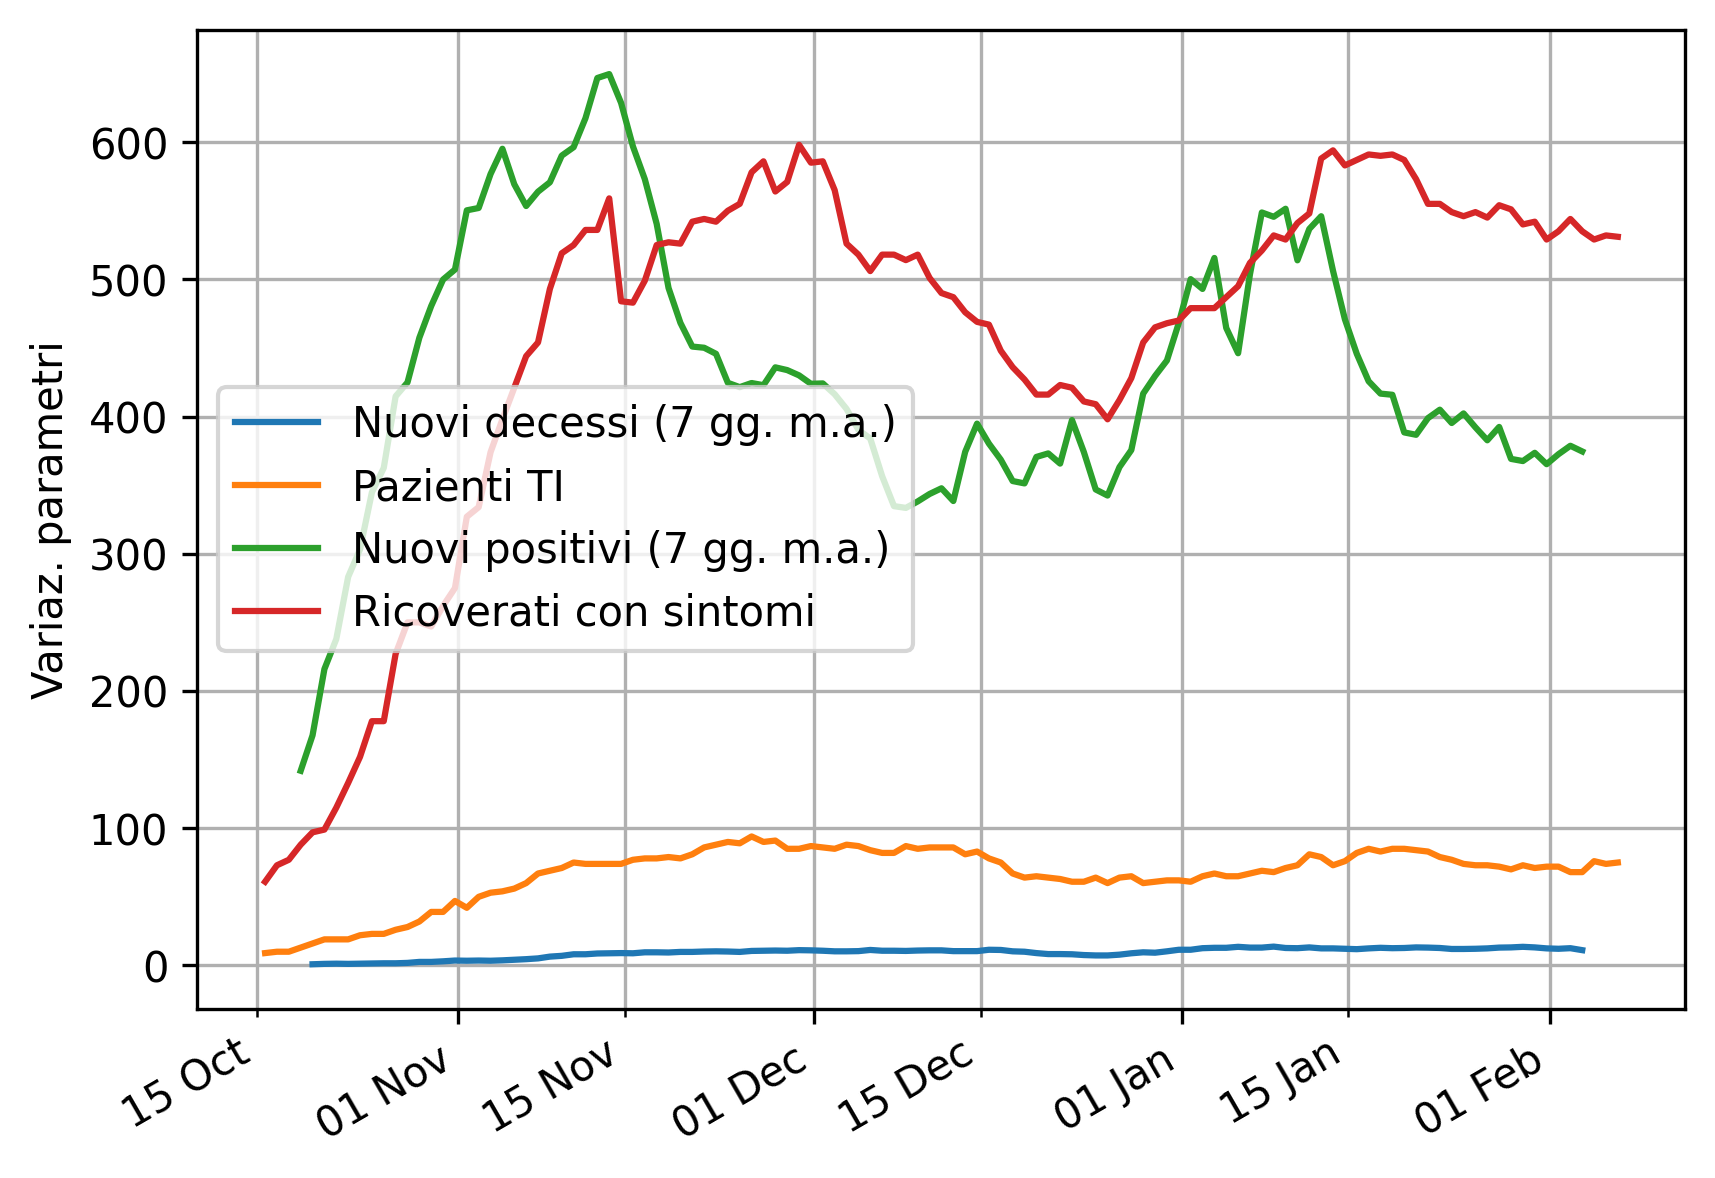 Variaz. parametri
600
500
400
300
200
100
0
Nuovi decessi (7 gg. m.a.)
Pazienti TI
Nuovi positivi (7 gg. m.a.)
Ricoverati con sintomi
15 Oct
01 Nov
15 Nov
01 Dec
15 Dec
01 Jan
15 Jan
01 Feb